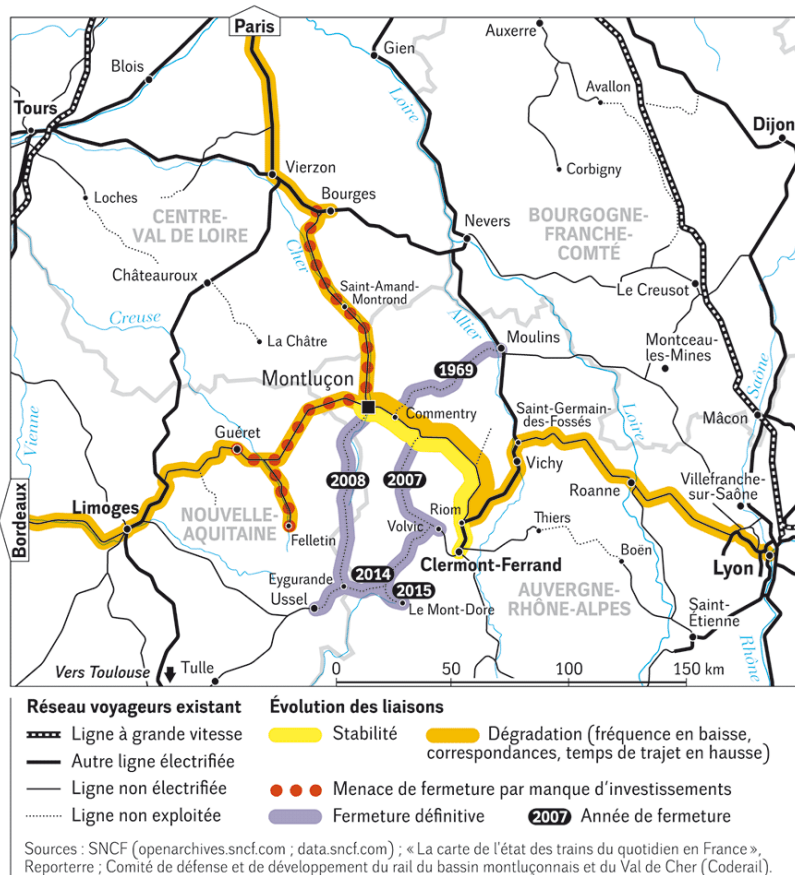 Paris
Auxerre
Gien
Blois
Loire
Avallon
Tours
Dijon
Vierzon
Corbigny
Loches
Bourges
CENTRE-
VAL DE LOIRE
Cher
Nevers
BOURGOGNE-
FRANCHE-
COMTÉ
Châteauroux
Saint-Amand-
Montrond
Le Creusot
Creuse
Allier
La Châtre
Moulins
Montceau-
les-Mines
Saône
Montluçon
1969
Loire
Vienne
Commentry
Saint-Germain-
des-Fossés
Mâcon
Guéret
Vichy
2008
2007
Roanne
Villefranche-
sur-Saône
Bordeaux
Limoges
NOUVELLE-
AQUITAINE
Riom
Volvic
Thiers
Felletin
Boën
Clermont-Ferrand
Lyon
Eygurande
2014
2015
AUVERGNE-
RHÔNE-ALPES
Ussel
Le Mont-Dore
Saint-
Étienne
Rhône
Vers Toulouse
Tulle
0
50
100
150 km
Réseau voyageurs existant
Ligne à grande vitesse
Autre ligne électrifiée
Ligne non électrifiée
Ligne non exploitée
Évolution des liaisons
Stabilité
Dégradation (fréquence en baisse,
correspondances, temps de trajet en hausse)
Menace de fermeture par manque d'investissements
Fermeture définitive
2007 Année de fermeture
Sources : SNCF (openarchives.sncf.com ; data.sncf.com) ; « La carte de l'état des trains du quotidien en France »,
Reporterre ; Comité de défense et de développement du rail du bassin montluçonnais et du Val de Cher (Coderail).